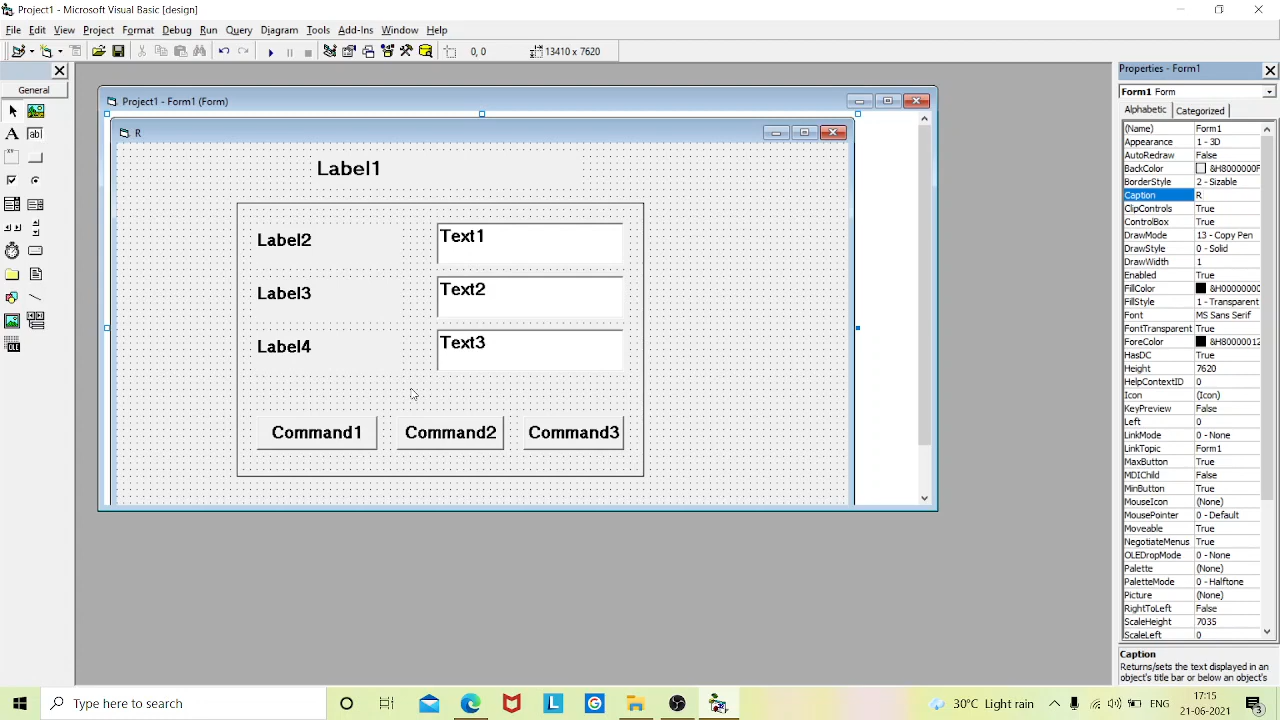 Project1 - Microsoft Visual Basic [design]
File Edit View Project Format Debug Run Query Diagram Tools Add-Ins Window Help
0, 0 13410 x 7620
General
Project1 - Form1 (Form)
R
Label1
Label2 Text1
Label3 Text2
Label4 Text3
Command1 Command2 Command3
Properties - Form1
Form1 Form
Alphabetic Categorized
(Name) Form1
Appearance 1 - 3D
AutoRedraw False
BackColor &H8000000F
BorderStyle 2 - Sizable
Caption R
ClipControls True
ControlBox True
DrawMode 13 - Copy Pen
DrawStyle 0 - Solid
DrawWidth 1
Enabled True
FillColor &H00000000
FillStyle 1 - Transparent
Font MS Sans Serif
FontTransparent True
ForeColor &H80000012
HasDC True
Height 7620
HelpContextID 0
Icon (Icon)
KeyPreview False
Left 0
LinkMode 0 - None
LinkTopic Form1
MaxButton True
MDIChild False
MinButton True
MouseIcon (None)
MousePointer 0 - Default
Moveable True
NegotiateMenus True
OLEDropMode 0 - None
Palette (None)
PaletteMode 0 - Halftone
Picture (None)
RightToLeft False
ScaleHeight 7035
ScaleLeft 0
Caption
Returns/sets the text displayed in an
object's title bar or below an object's
Type here to search
30°C Light rain
ENG
17:15
21-06-2021
3